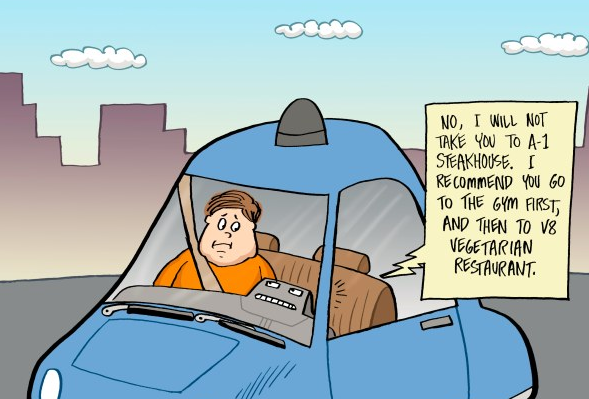 NO, I WILL NOT
TAKE YOU TO A-1
STEAKHOUSE. I
RECOMMEND YOU GO
TO THE GYM FIRST,
AND THEN TO V8
VEGETARIAN
RESTAURANT.